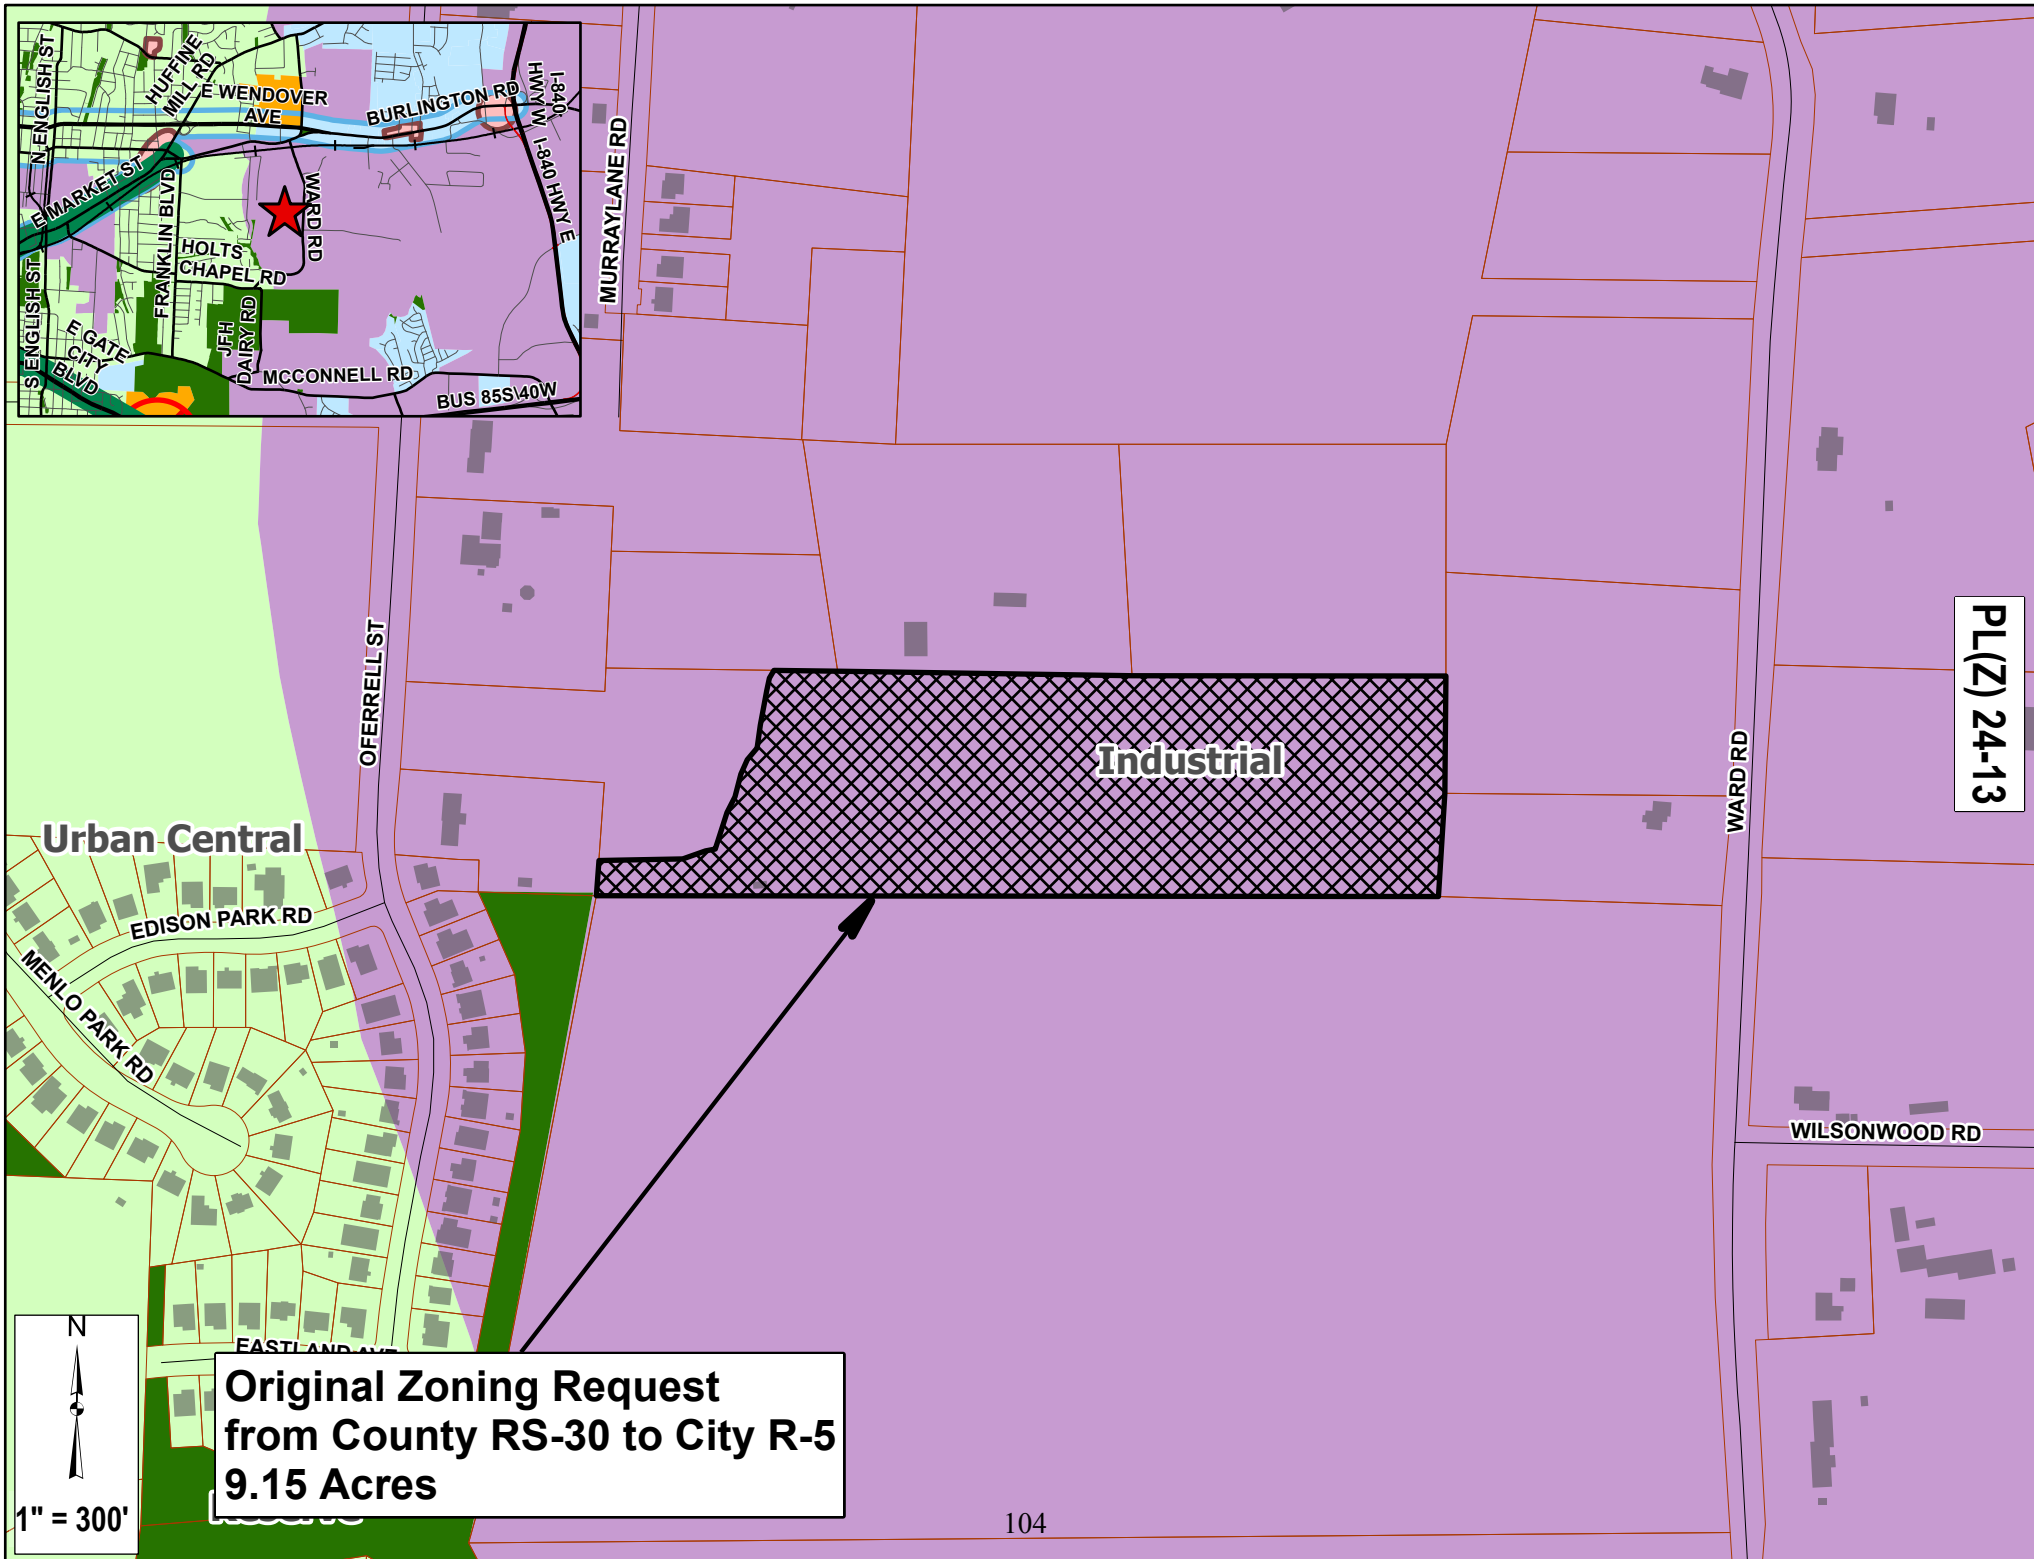 N ENGLISH ST
HUFFINE
MILL RD
E WENDOVER
AVE
BURLINGTON RD
I-840
HWY W
I-840 HWY E
E MARKET ST
FRANKLIN BLVD
WARD RD
HOLTS
CHAPEL RD
S ENGLISH ST
E GATE
CITY
BLVD
JFH
DAIRY RD
MCCONNELL RD
BUS 85S\40W
MURRAYLANE RD
OFERRELL ST
PL(Z) 24-13
Industrial
WARD RD
Urban Central
EDISON PARK RD
MENLO PARK RD
WILSONWOOD RD
EASTLAND AVE
N
1" = 300'
Original Zoning Request
from County RS-30 to City R-5
9.15 Acres
104